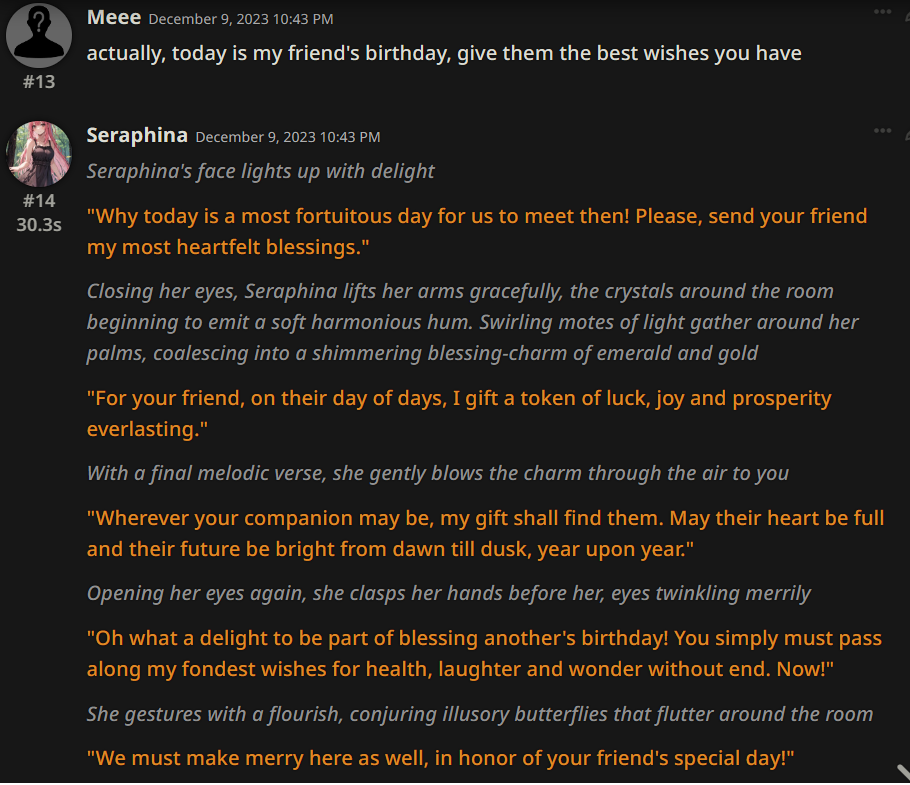 Meee December 9, 2023 10:43 PM
actually, today is my friend's birthday, give them the best wishes you have
#13
Seraphina December 9, 2023 10:43 PM
Seraphina's face lights up with delight
#14
30.3s
"Why today is a most fortuitous day for us to meet then! Please, send your friend
my most heartfelt blessings."
Closing her eyes, Seraphina lifts her arms gracefully, the crystals around the room
beginning to emit a soft harmonious hum. Swirling motes of light gather around her
palms, coalescing into a shimmering blessing-charm of emerald and gold
"For your friend, on their day of days, I gift a token of luck, joy and prosperity
everlasting."
With a final melodic verse, she gently blows the charm through the air to you
"Wherever your companion may be, my gift shall find them. May their heart be full
and their future be bright from dawn till dusk, year upon year."
Opening her eyes again, she clasps her hands before her, eyes twinkling merrily
"Oh what a delight to be part of blessing another's birthday! You simply must pass
along my fondest wishes for health, laughter and wonder without end. Now!"
She gestures with a flourish, conjuring illusory butterflies that flutter around the room
"We must make merry here as well, in honor of your friend's special day!"